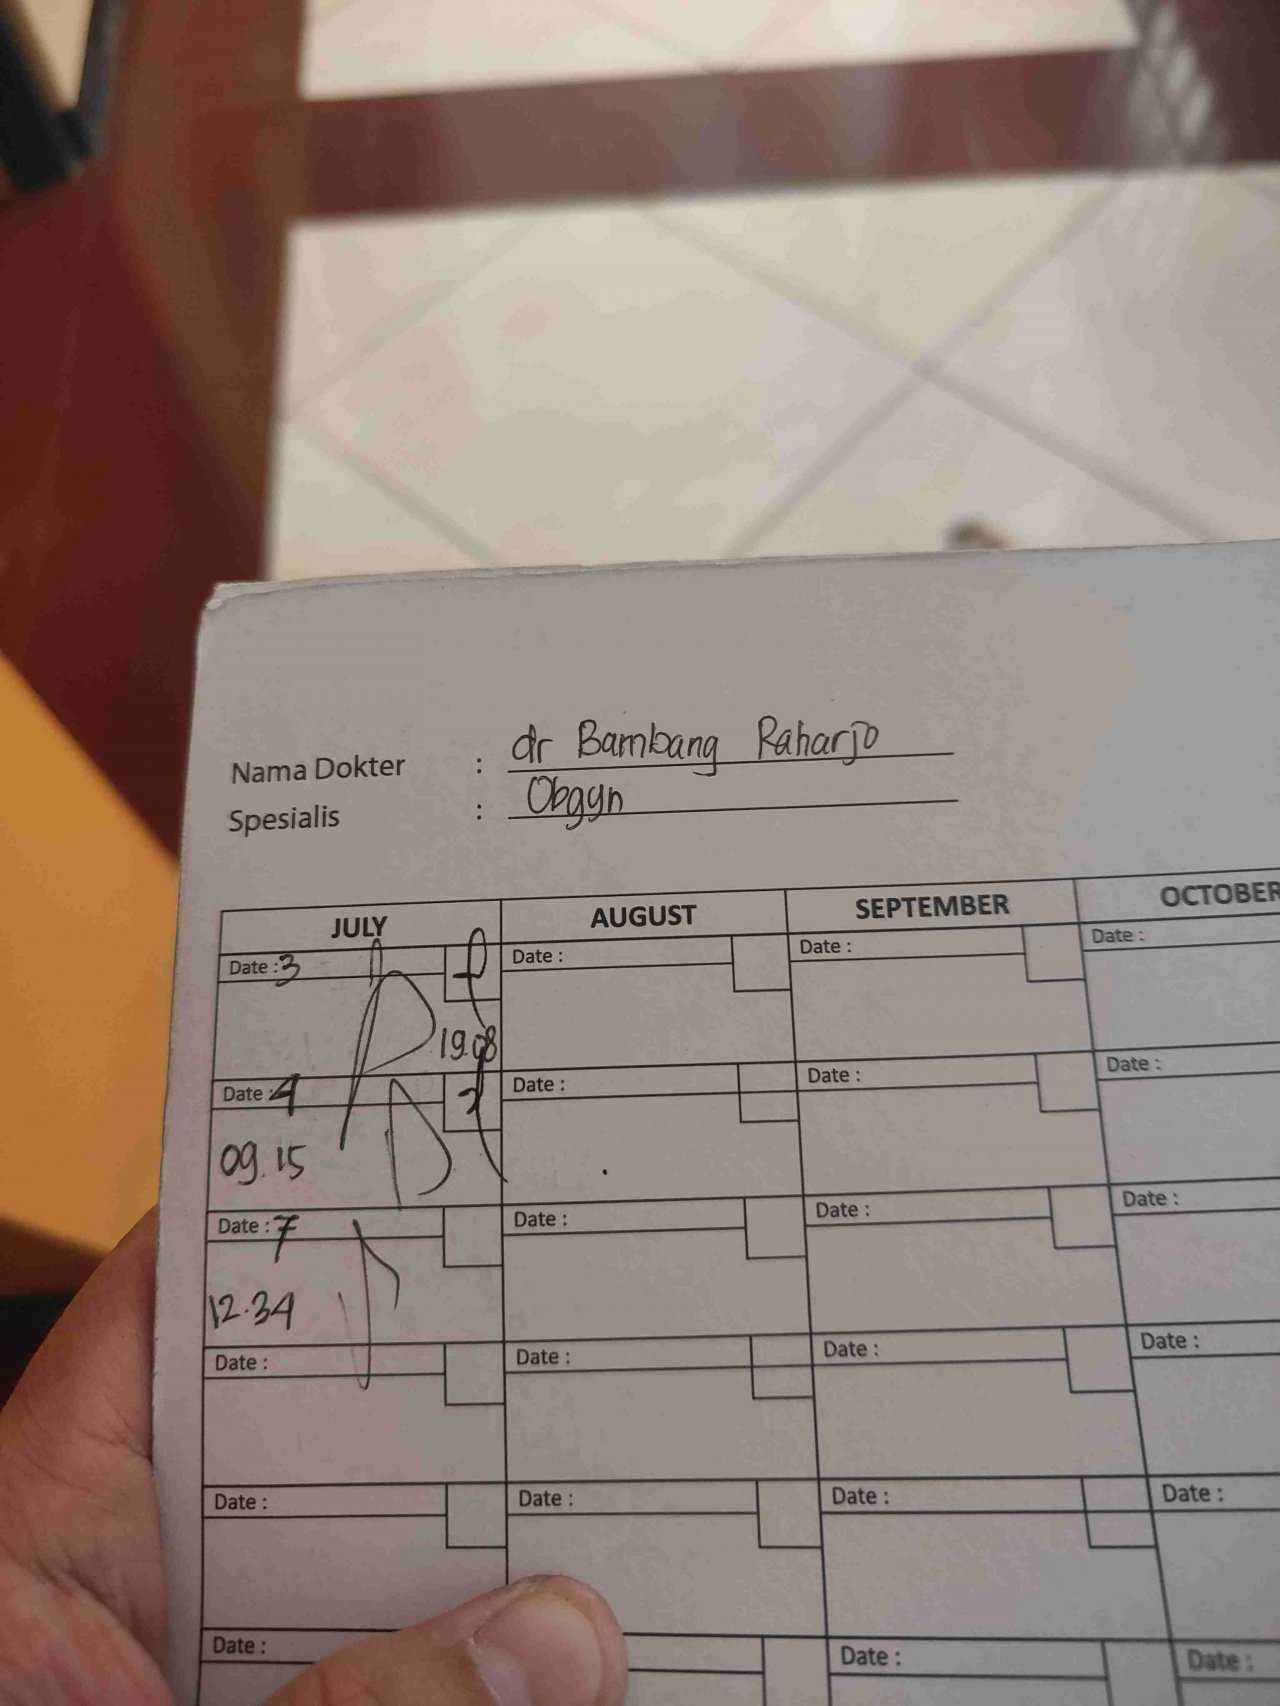 Nama Dokter : dr Bambang Raharjo
Spesialis : Obgyn
JULY AUGUST SEPTEMBER OCTOBER
Date : 3 Date : Date : Date :
19.08
Date : 4 Date : Date : Date :
09.15
Date : 7 Date : Date : Date :
12.34
Date : Date : Date : Date :
Date : Date : Date : Date :
Date : Date : Date :